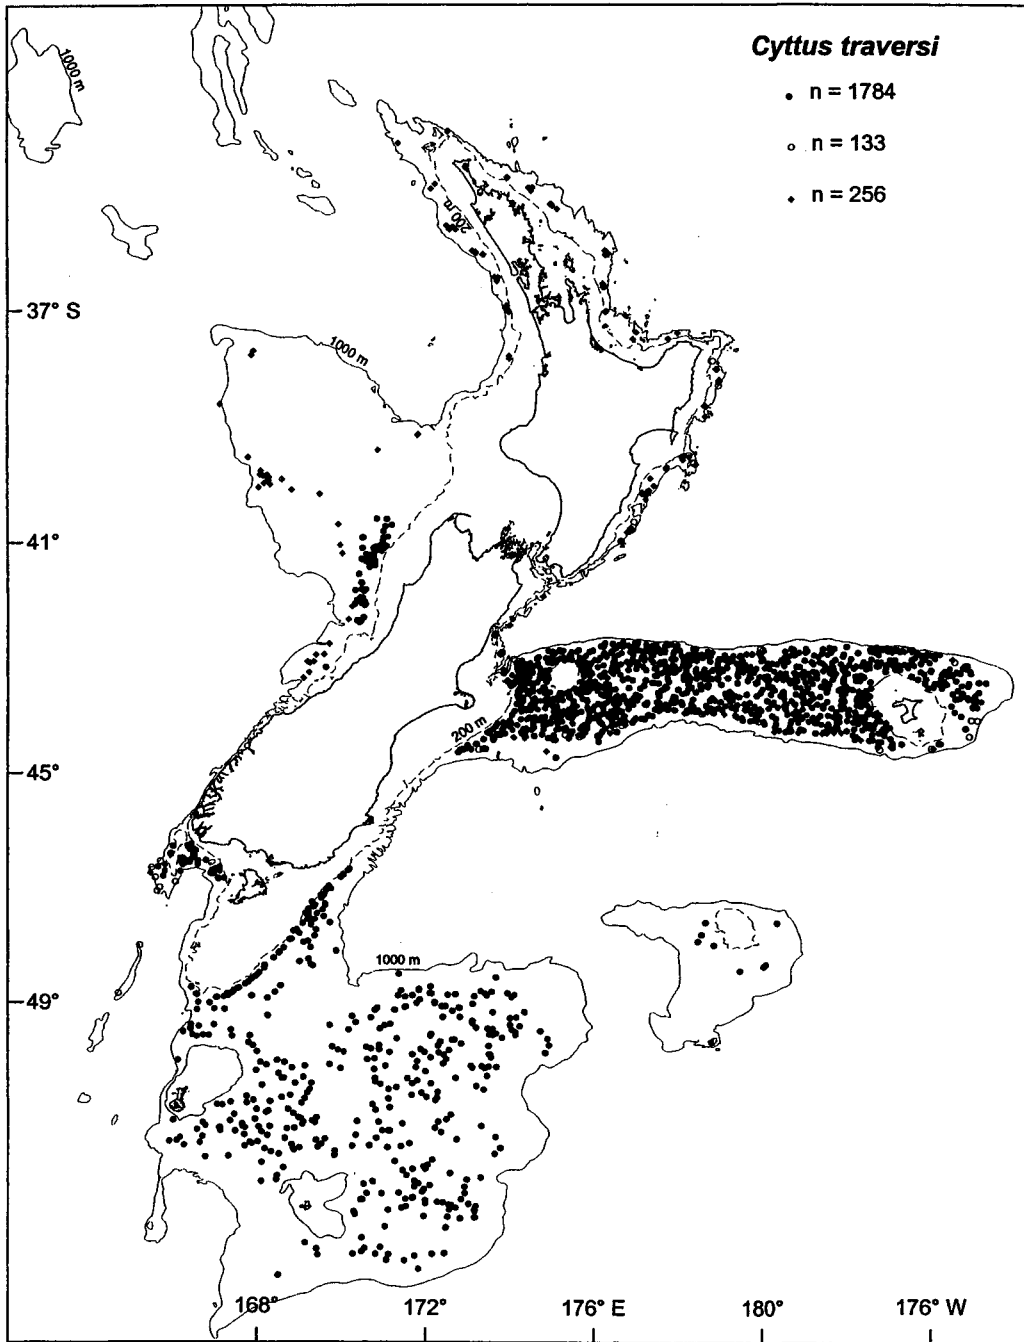 1000 m
Cyttus traversi
n = 1784
n = 133
n = 256
200 m
37° S
1000 m
41°
200 m
45°
1000 m
49°
168°
172°
176° E
180°
176° W